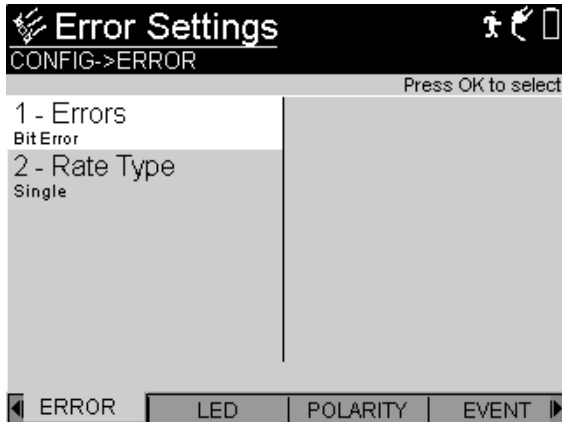 Error Settings
CONFIG->ERROR
Press OK to select
1 - Errors
Bit Error
2 - Rate Type
Single
ERROR LED POLARITY EVENT